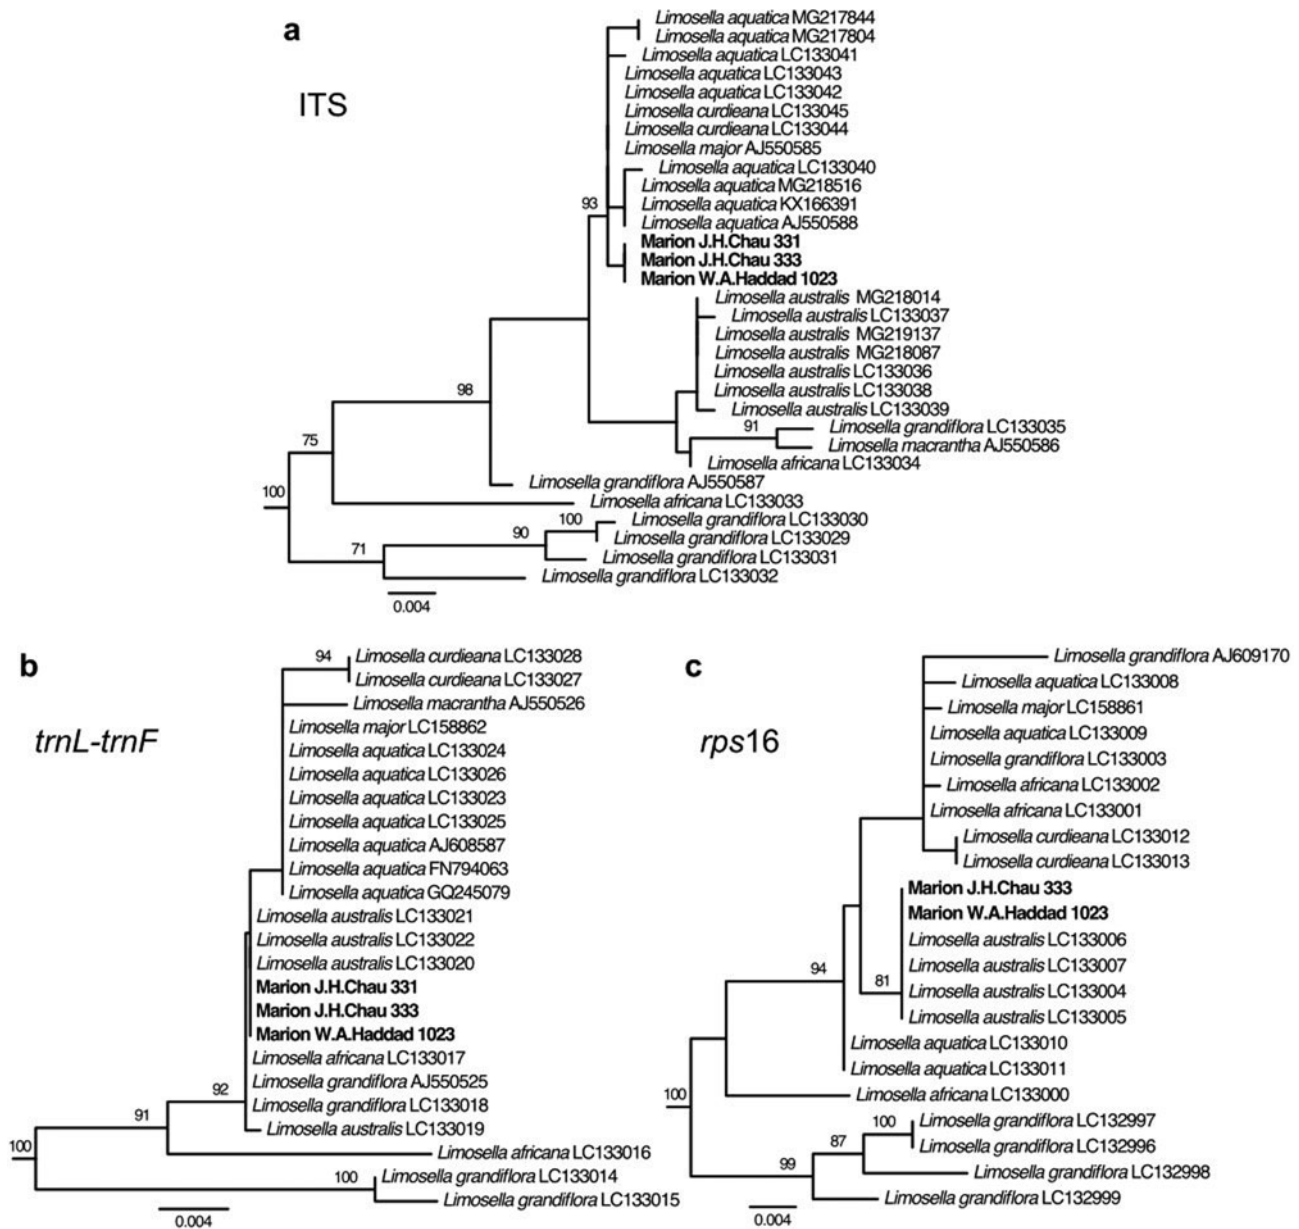 a
ITS
Limosella aquatica MG217844
Limosella aquatica MG217804
Limosella aquatica LC133041
Limosella aquatica LC133043
Limosella aquatica LC133042
Limosella curdieana LC133045
Limosella curdieana LC133044
Limosella major AJ550585
Limosella aquatica LC133040
Limosella aquatica MG218516
Limosella aquatica KX166391
93
Limosella aquatica AJ550588
Marion J.H.Chau 331
Marion J.H.Chau 333
Marion W.A.Haddad 1023
Limosella australis MG218014
Limosella australis LC133037
Limosella australis MG219137
Limosella australis MG218087
Limosella australis LC133036
98
Limosella australis LC133038
Limosella australis LC133039
91
Limosella grandiflora LC133035
75
Limosella macrantha AJ550586
Limosella africana LC133034
Limosella grandiflora AJ550587
100
Limosella africana LC133033
100
Limosella grandiflora LC133030
90
Limosella grandiflora LC133029
71
Limosella grandiflora LC133031
Limosella grandiflora LC133032
0.004
b
trnL-trnF
94
Limosella curdieana LC133028
Limosella curdieana LC133027
Limosella macrantha AJ550526
Limosella major LC158862
Limosella aquatica LC133024
Limosella aquatica LC133026
Limosella aquatica LC133023
Limosella aquatica LC133025
Limosella aquatica AJ608587
Limosella aquatica FN794063
Limosella aquatica GQ245079
Limosella australis LC133021
Limosella australis LC133022
Limosella australis LC133020
Marion J.H.Chau 331
Marion J.H.Chau 333
Marion W.A.Haddad 1023
Limosella africana LC133017
92
Limosella grandiflora AJ550525
91
Limosella grandiflora LC133018
Limosella australis LC133019
100
Limosella africana LC133016
100
Limosella grandiflora LC133014
Limosella grandiflora LC133015
0.004
c
rps16
Limosella grandiflora AJ609170
Limosella aquatica LC133008
Limosella major LC158861
Limosella aquatica LC133009
Limosella grandiflora LC133003
Limosella africana LC133002
Limosella africana LC133001
Limosella curdieana LC133012
Limosella curdieana LC133013
Marion J.H.Chau 333
Marion W.A.Haddad 1023
Limosella australis LC133006
94
Limosella australis LC133007
81
Limosella australis LC133004
Limosella australis LC133005
Limosella aquatica LC133010
Limosella aquatica LC133011
100
Limosella africana LC133000
100
Limosella grandiflora LC132997
87
Limosella grandiflora LC132996
99
Limosella grandiflora LC132998
Limosella grandiflora LC132999
0.004